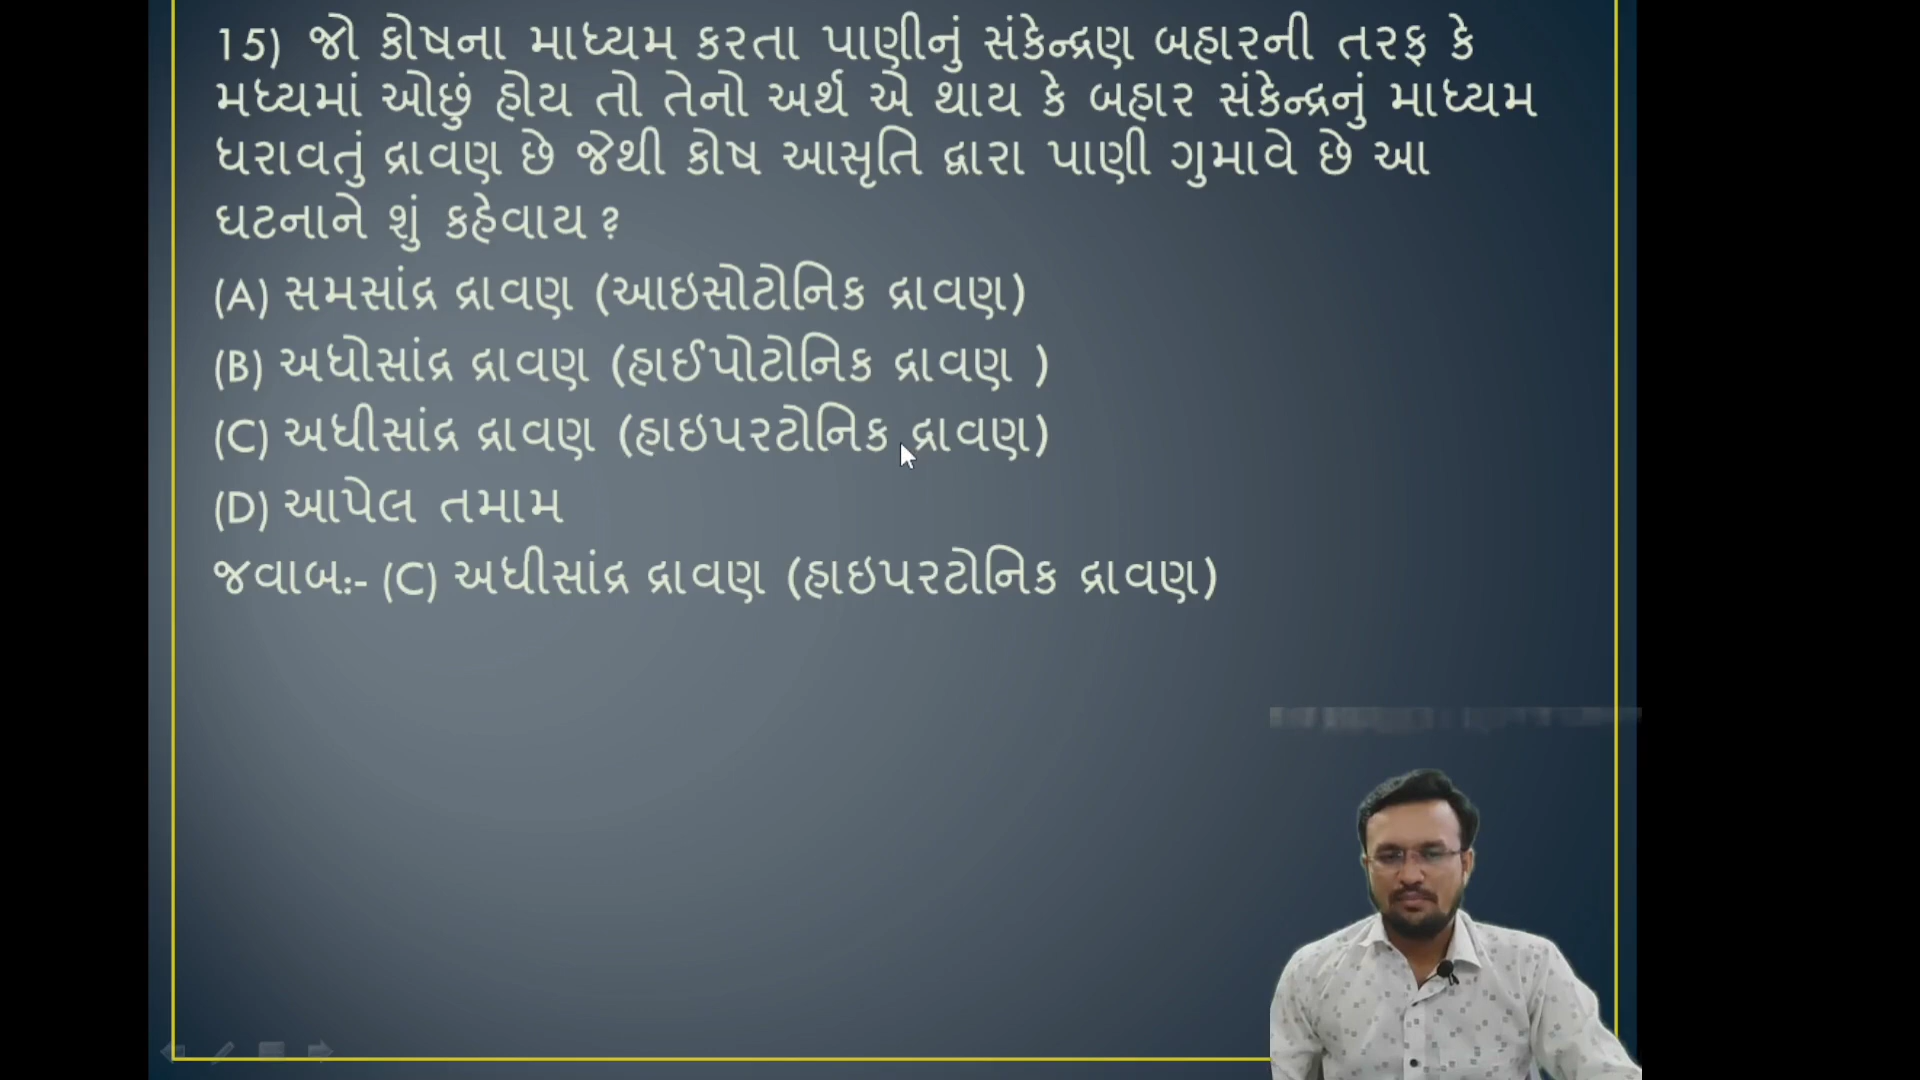 15) જો કોષના માધ્યમ કરતા પાણીનું સંકેન્દ્રણ બહારની તરફ કે
મધ્યમાં ઓછું હોય તો તેનો અર્થ એ થાય કે બહાર સંકેન્દ્રનું માધ્યમ
ધરાવતું દ્રાવણ છે જેથી કોષ આસૃતિ દ્વારા પાણી ગુમાવે છે આ
ઘટનાને શું કહેવાય ?
(A) સમસાંદ્ર દ્રાવણ (આઇસોટોનિક દ્રાવણ)
(B) અધોસાંદ્ર દ્રાવણ (હાઈપોટોનિક દ્રાવણ )
(C) અધીસાંદ્ર દ્રાવણ (હાઇપરટોનિક દ્રાવણ)
(D) આપેલ તમામ
જવાબઃ- (C) અધીસાંદ્ર દ્રાવણ (હાઇપરટોનિક દ્રાવણ)